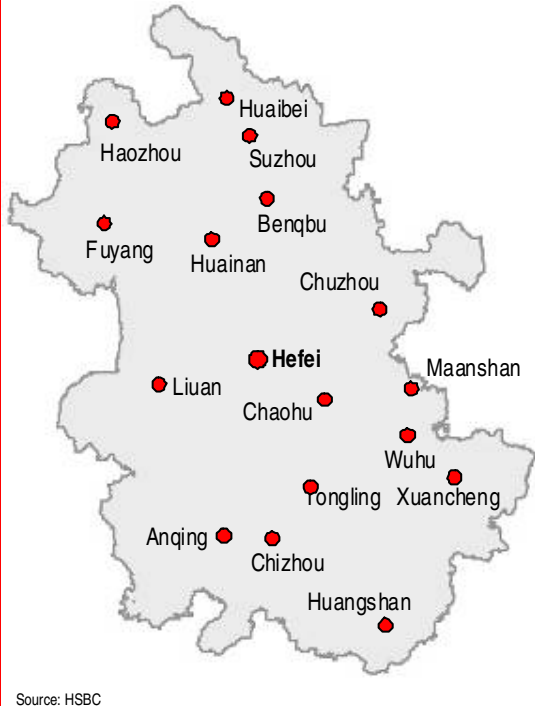 Huaibei
Haozhou
Suzhou
Benqbu
Fuyang
Huainan
Chuzhou
Hefei
Maanshan
Liuan
Chaohu
Wuhu
Tongling
Xuancheng
Anqing
Chizhou
Huangshan
Source: HSBC